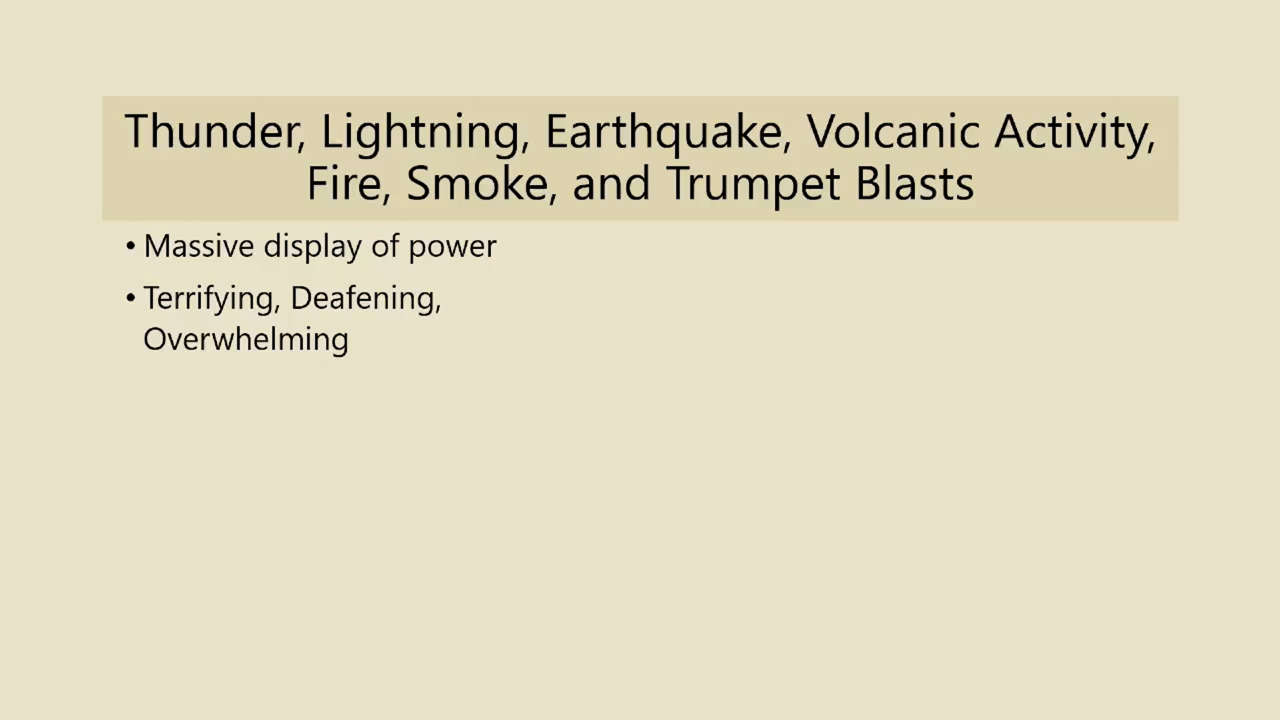 Thunder, Lightning, Earthquake, Volcanic Activity,
Fire, Smoke, and Trumpet Blasts
• Massive display of power
• Terrifying, Deafening,
Overwhelming